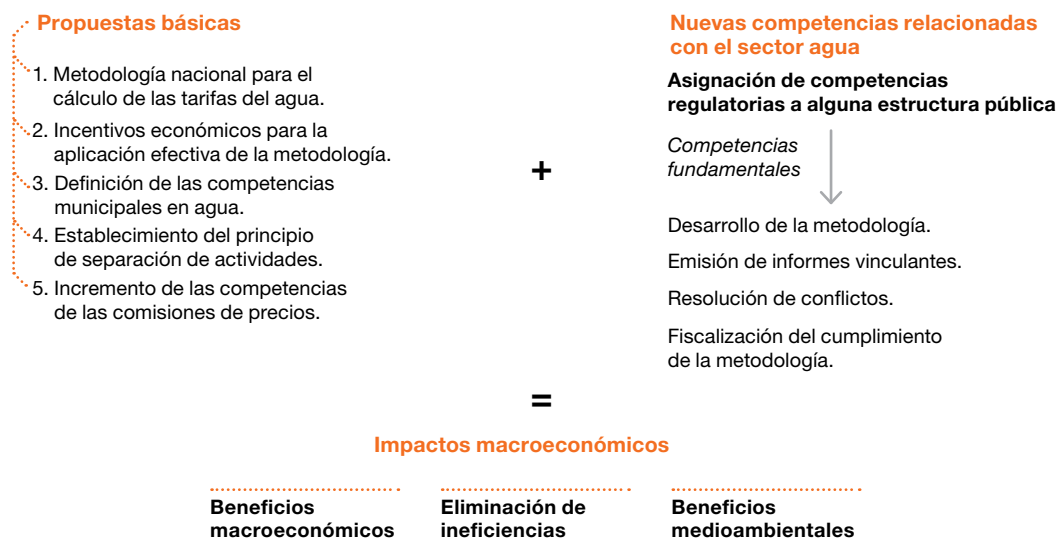 Propuestas básicas
1. Metodología nacional para el
cálculo de las tarifas del agua.
2. Incentivos económicos para la
aplicación efectiva de la metodología.
3. Definición de las competencias
municipales en agua.
4. Establecimiento del principio
de separación de actividades.
5. Incremento de las competencias
de las comisiones de precios.
+
Nuevas competencias relacionadas
con el sector agua
Asignación de competencias
regulatorias a alguna estructura pública
Competencias
fundamentales
Desarrollo de la metodología.
Emisión de informes vinculantes.
Resolución de conflictos.
Fiscalización del cumplimiento
de la metodología.
=
Impactos macroeconómicos
Beneficios
macroeconómicos
Eliminación de
ineficiencias
Beneficios
medioambientales